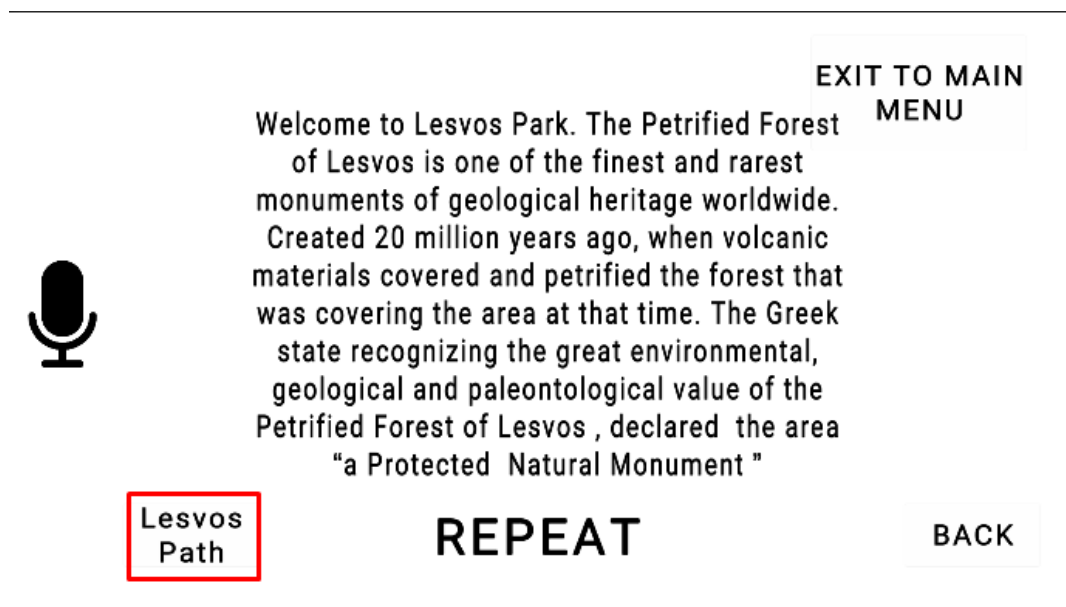 EXIT TO MAIN
MENU
Welcome to Lesvos Park. The Petrified Forest
of Lesvos is one of the finest and rarest
monuments of geological heritage worldwide.
Created 20 million years ago, when volcanic
materials covered and petrified the forest that
was covering the area at that time. The Greek
state recognizing the great environmental,
geological and paleontological value of the
Petrified Forest of Lesvos , declared  the area
“a Protected  Natural Monument ”
Lesvos
Path
REPEAT
BACK